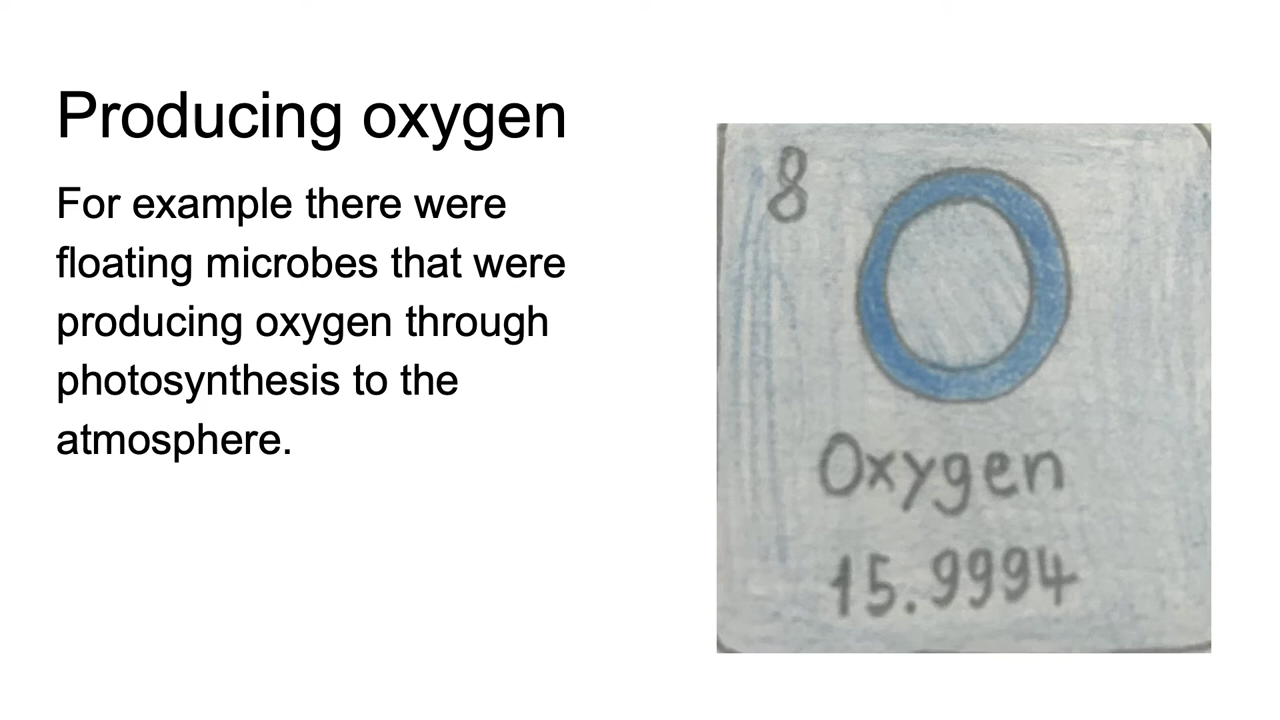 Producing oxygen
For example there were
floating microbes that were
producing oxygen through
photosynthesis to the
atmosphere.
8
O
Oxygen
15.9994